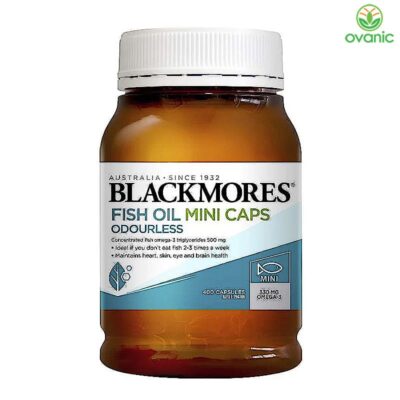 ovanic
AUSTRALIA • SINCE 1932
BLACKMORES®
FISH OIL MINI CAPS
ODOURLESS
Concentrated fish omega-3 triglycerides 500 mg
• Ideal if you don't eat fish 2-3 times a week
• Maintains heart, skin, eye and brain health
MINI
400 CAPSULES
330 MG
OMEGA-3